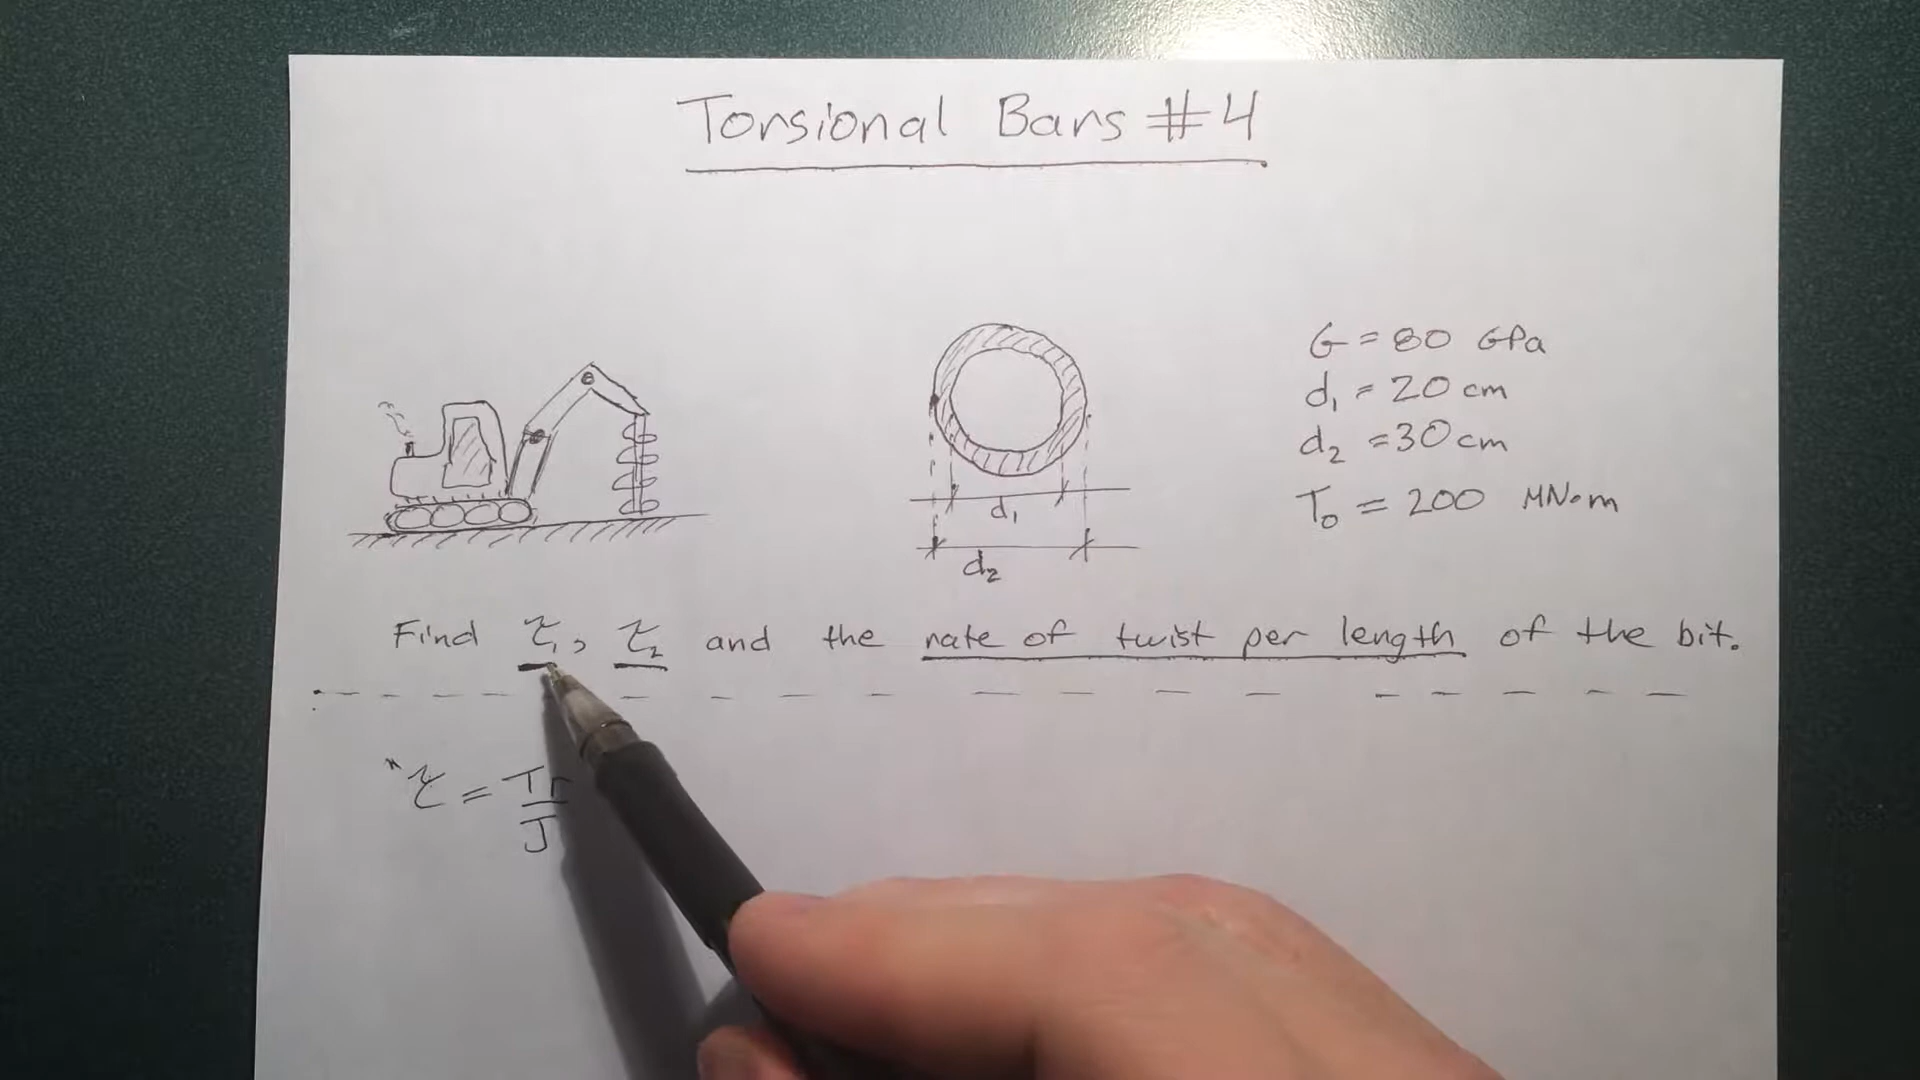 Torsional Bars #4
G = 80 GPa
d₁ = 20 cm
d₂ = 30 cm
T₀ = 200 MN·m
d₁
d₂
Find τ₁, τ₂ and the rate of twist per length of the bit.
* τ = Tr/J